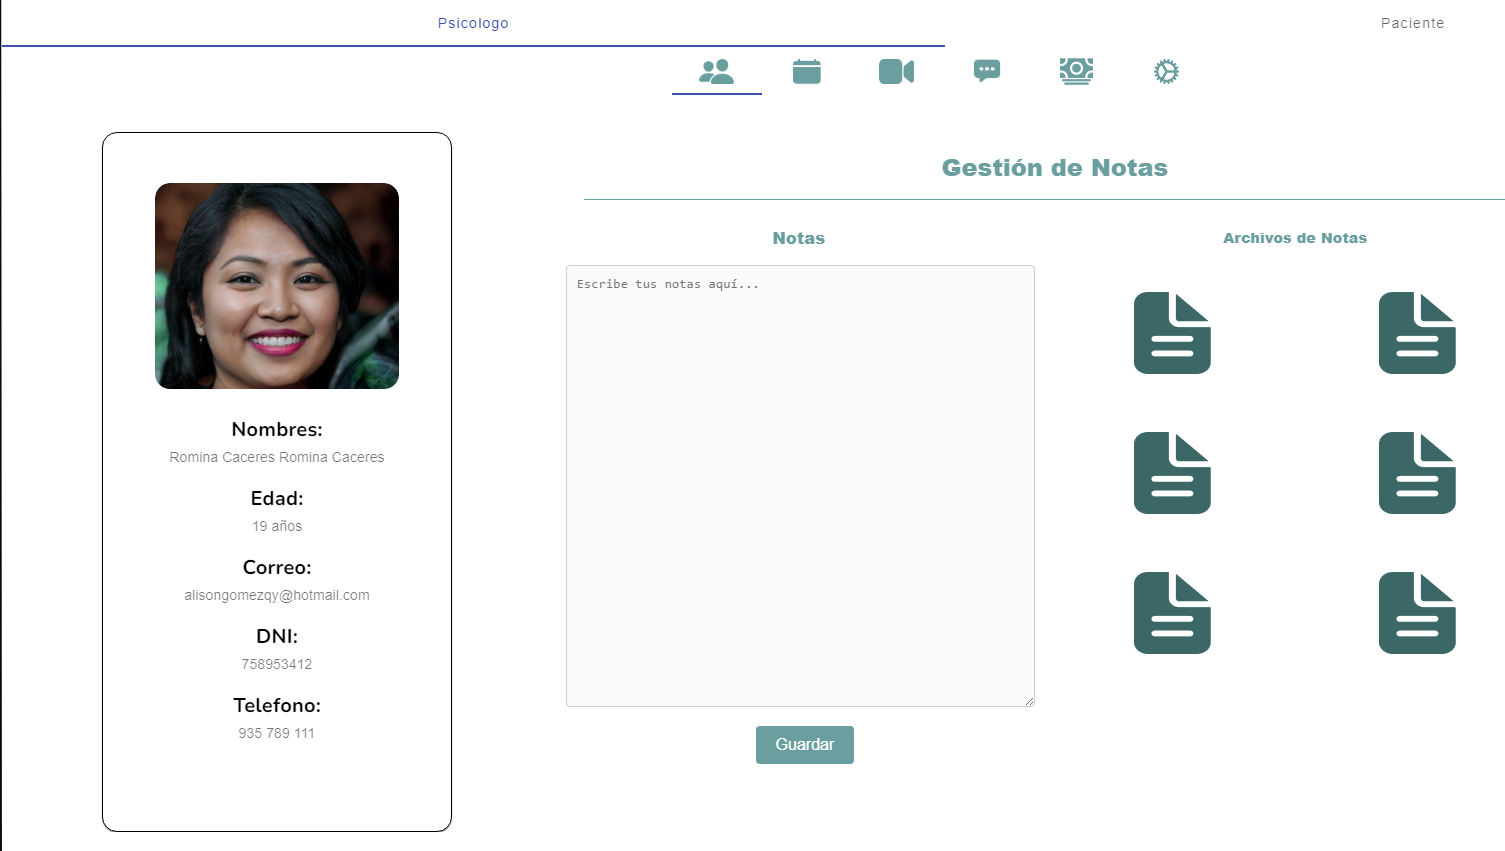 Psicologo
Paciente
Gestión de Notas
Notas
Archivos de Notas
Escribe tus notas aquí...
Nombres:
Romina Caceres Romina Caceres
Edad:
19 años
Correo:
alisongomezqy@hotmail.com
DNI:
758953412
Telefono:
935 789 111
Guardar